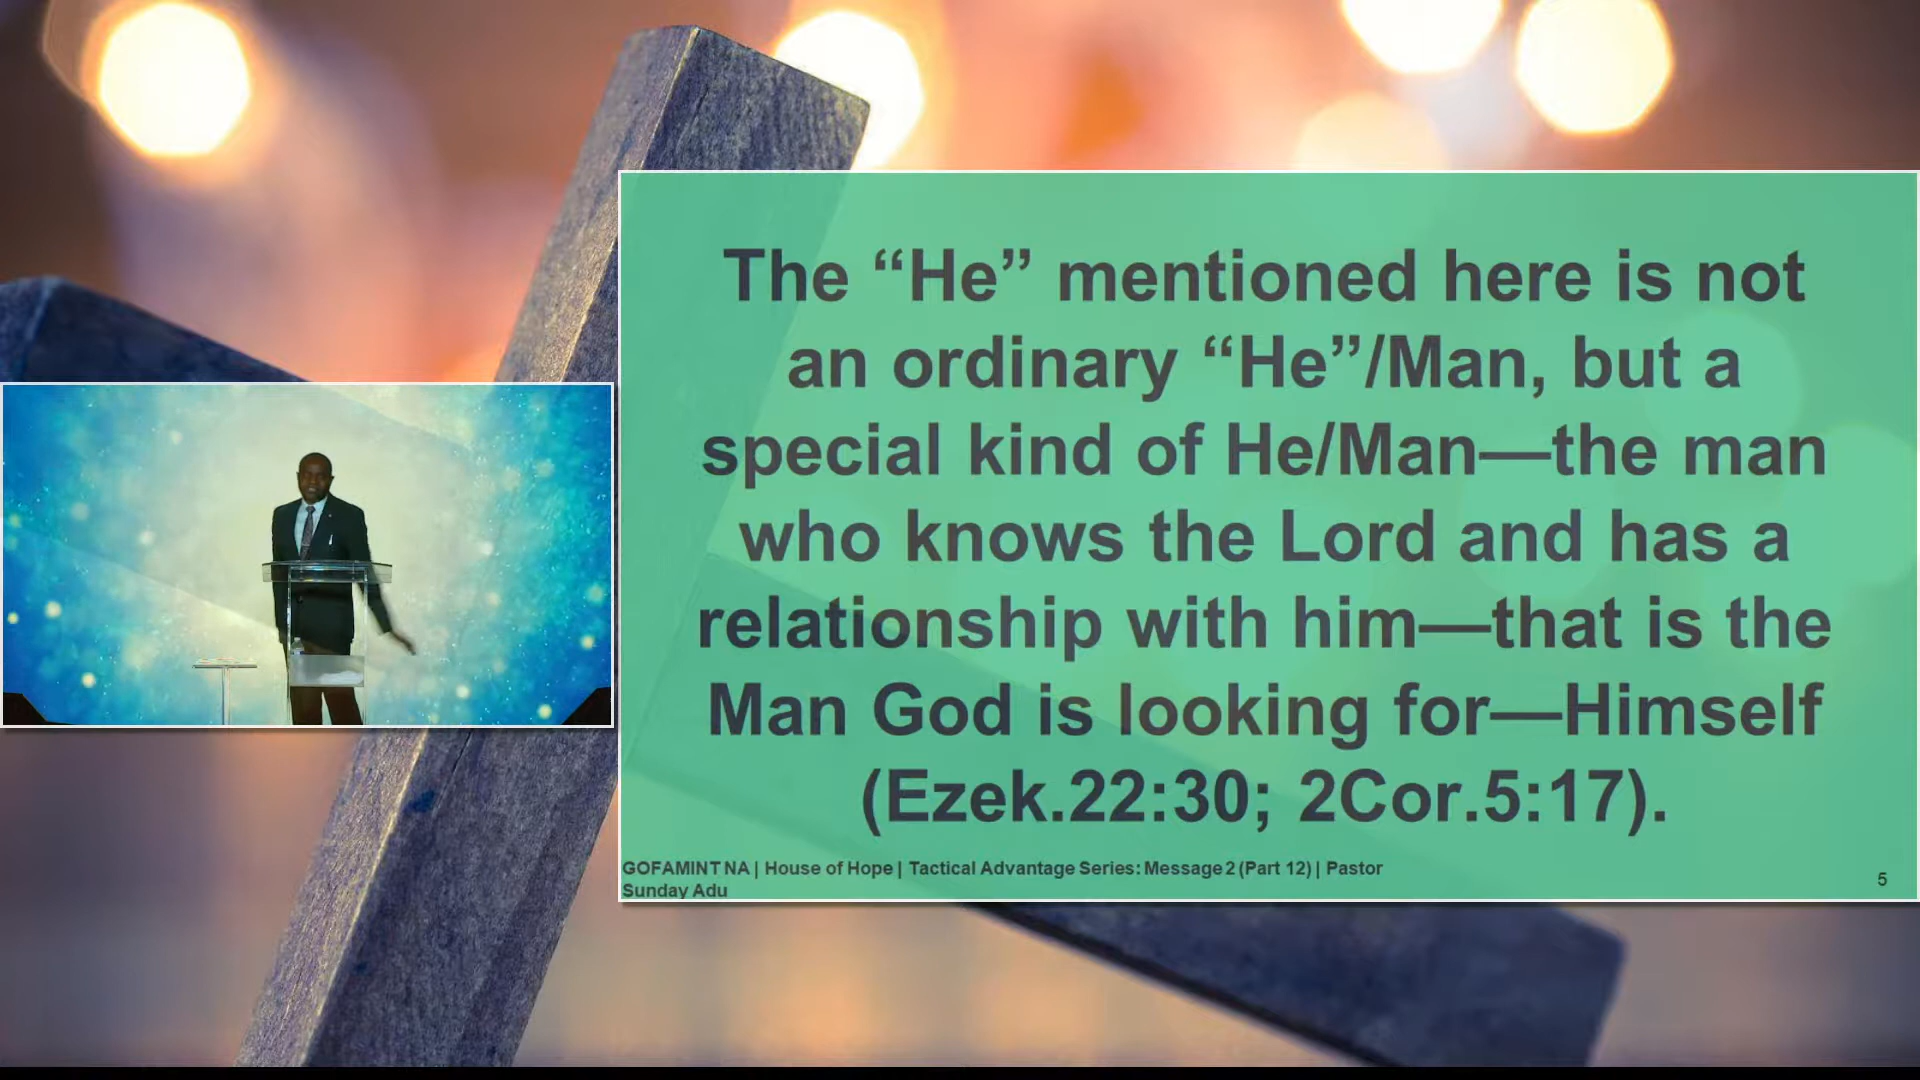 The “He” mentioned here is not
an ordinary “He”/Man, but a
special kind of He/Man—the man
who knows the Lord and has a
relationship with him—that is the
Man God is looking for—Himself
(Ezek.22:30; 2Cor.5:17).
GOFAMINT NA | House of Hope | Tactical Advantage Series: Message 2 (Part 12) | Pastor
Sunday Adu
5